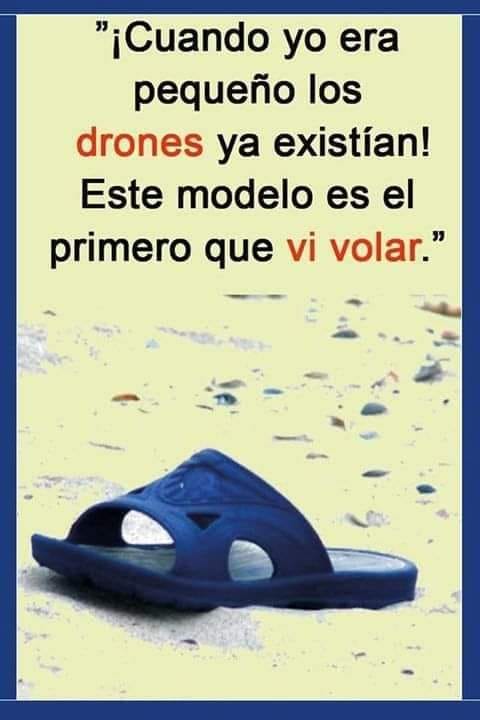 "¡Cuando yo era
pequeño los
drones ya existían!
Este modelo es el
primero que vi volar."